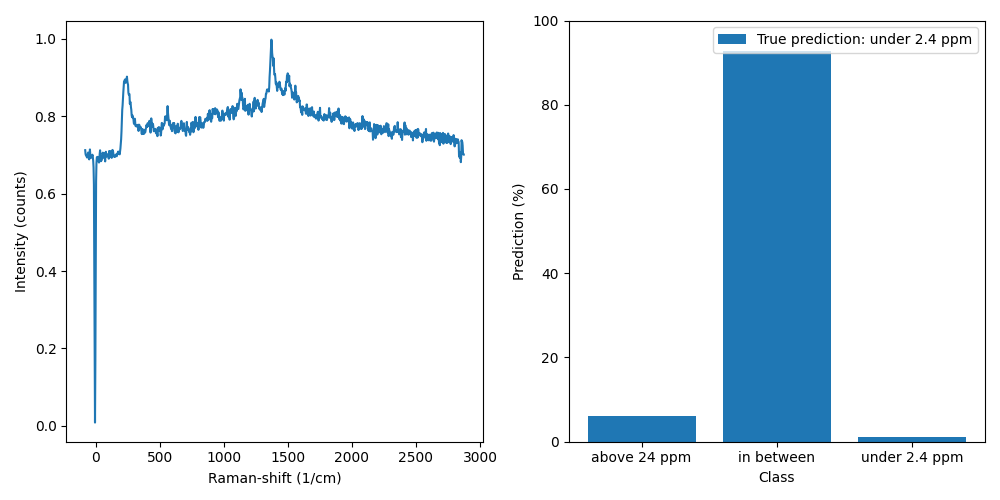 1.0
0.8
0.6
0.4
0.2
0.0
Intensity (counts)
0 500 1000 1500 2000 2500 3000
Raman-shift (1/cm)
100
80
60
40
20
0
Prediction (%)
True prediction: under 2.4 ppm
above 24 ppm in between under 2.4 ppm
Class